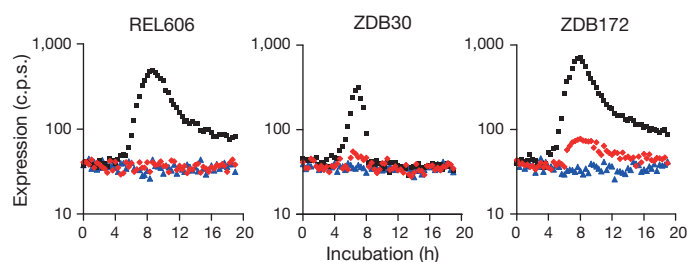 REL606 ZDB30 ZDB172
Expression (c.p.s.)
1,000 1,000 1,000
100 100 100
10 10 10
0 4 8 12 16 20 0 4 8 12 16 20 0 4 8 12 16 20
Incubation (h)